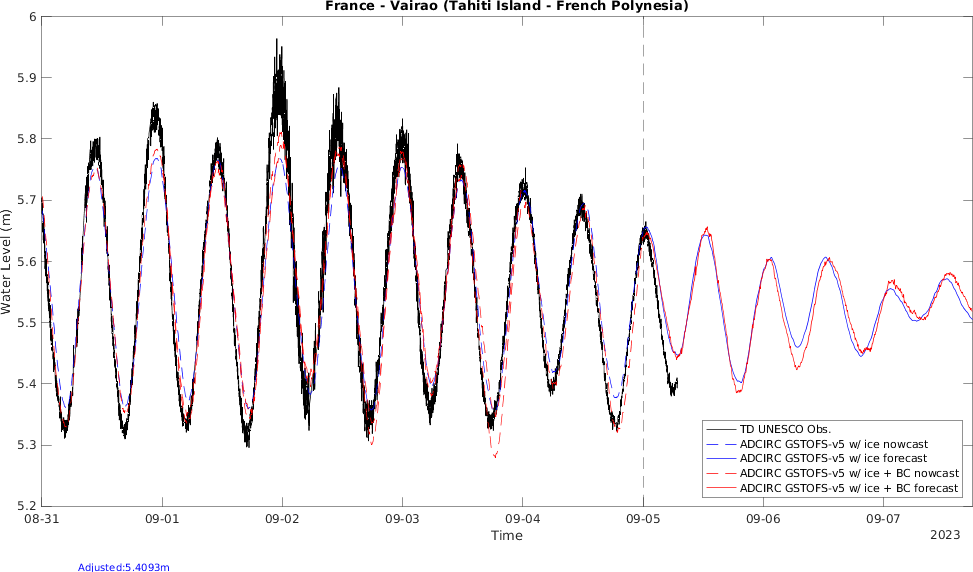 France - Vairao (Tahiti Island - French Polynesia)
6
5.9
5.8
5.7
5.6
5.5
5.4
5.3
5.2
Water Level (m)
08-31 09-01 09-02 09-03 09-04 09-05 09-06 09-07
Time
2023
TD UNESCO Obs.
ADCIRC GSTOFS-v5 w/ ice nowcast
ADCIRC GSTOFS-v5 w/ ice forecast
ADCIRC GSTOFS-v5 w/ ice + BC nowcast
ADCIRC GSTOFS-v5 w/ ice + BC forecast
Adjusted:5.4093m